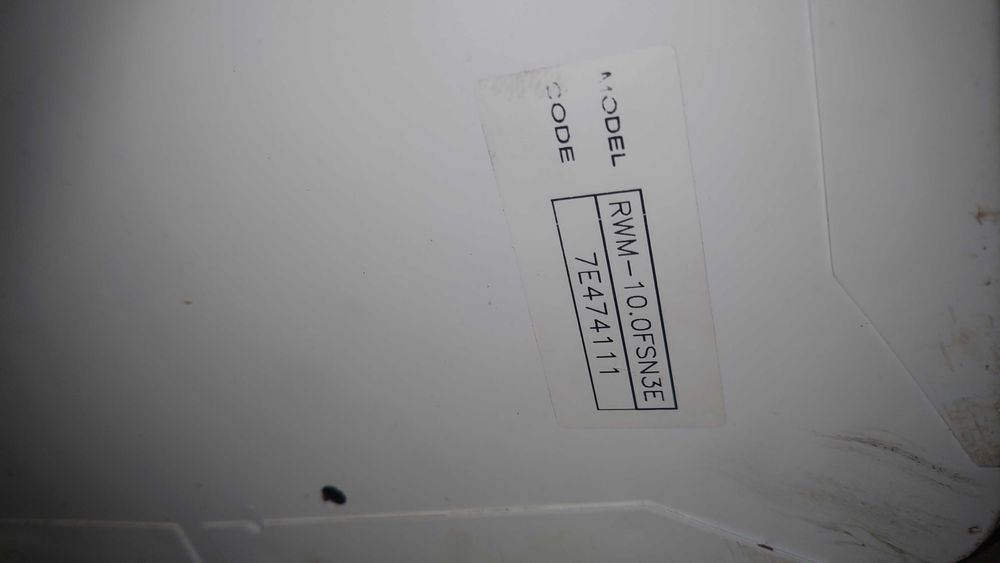 MODEL RWM-10.0FSN3E
CODE 7E474111